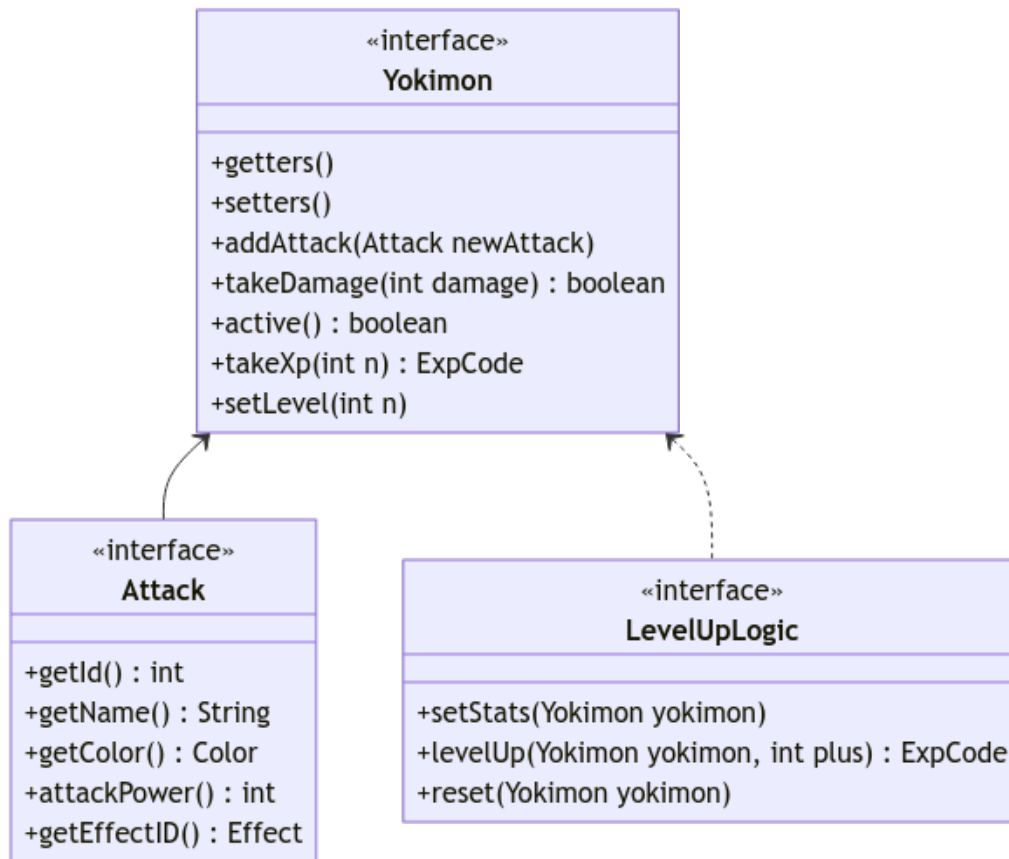 «interface»
Yokimon
+getters()
+setters()
+addAttack(Attack newAttack)
+takeDamage(int damage) : boolean
+active() : boolean
+takeXp(int n) : ExpCode
+setLevel(int n)
«interface»
Attack
+getId() : int
+getName() : String
+getColor() : Color
+attackPower() : int
+getEffectID() : Effect
«interface»
LevelUpLogic
+setStats(Yokimon yokimon)
+levelUp(Yokimon yokimon, int plus) : ExpCode
+reset(Yokimon yokimon)